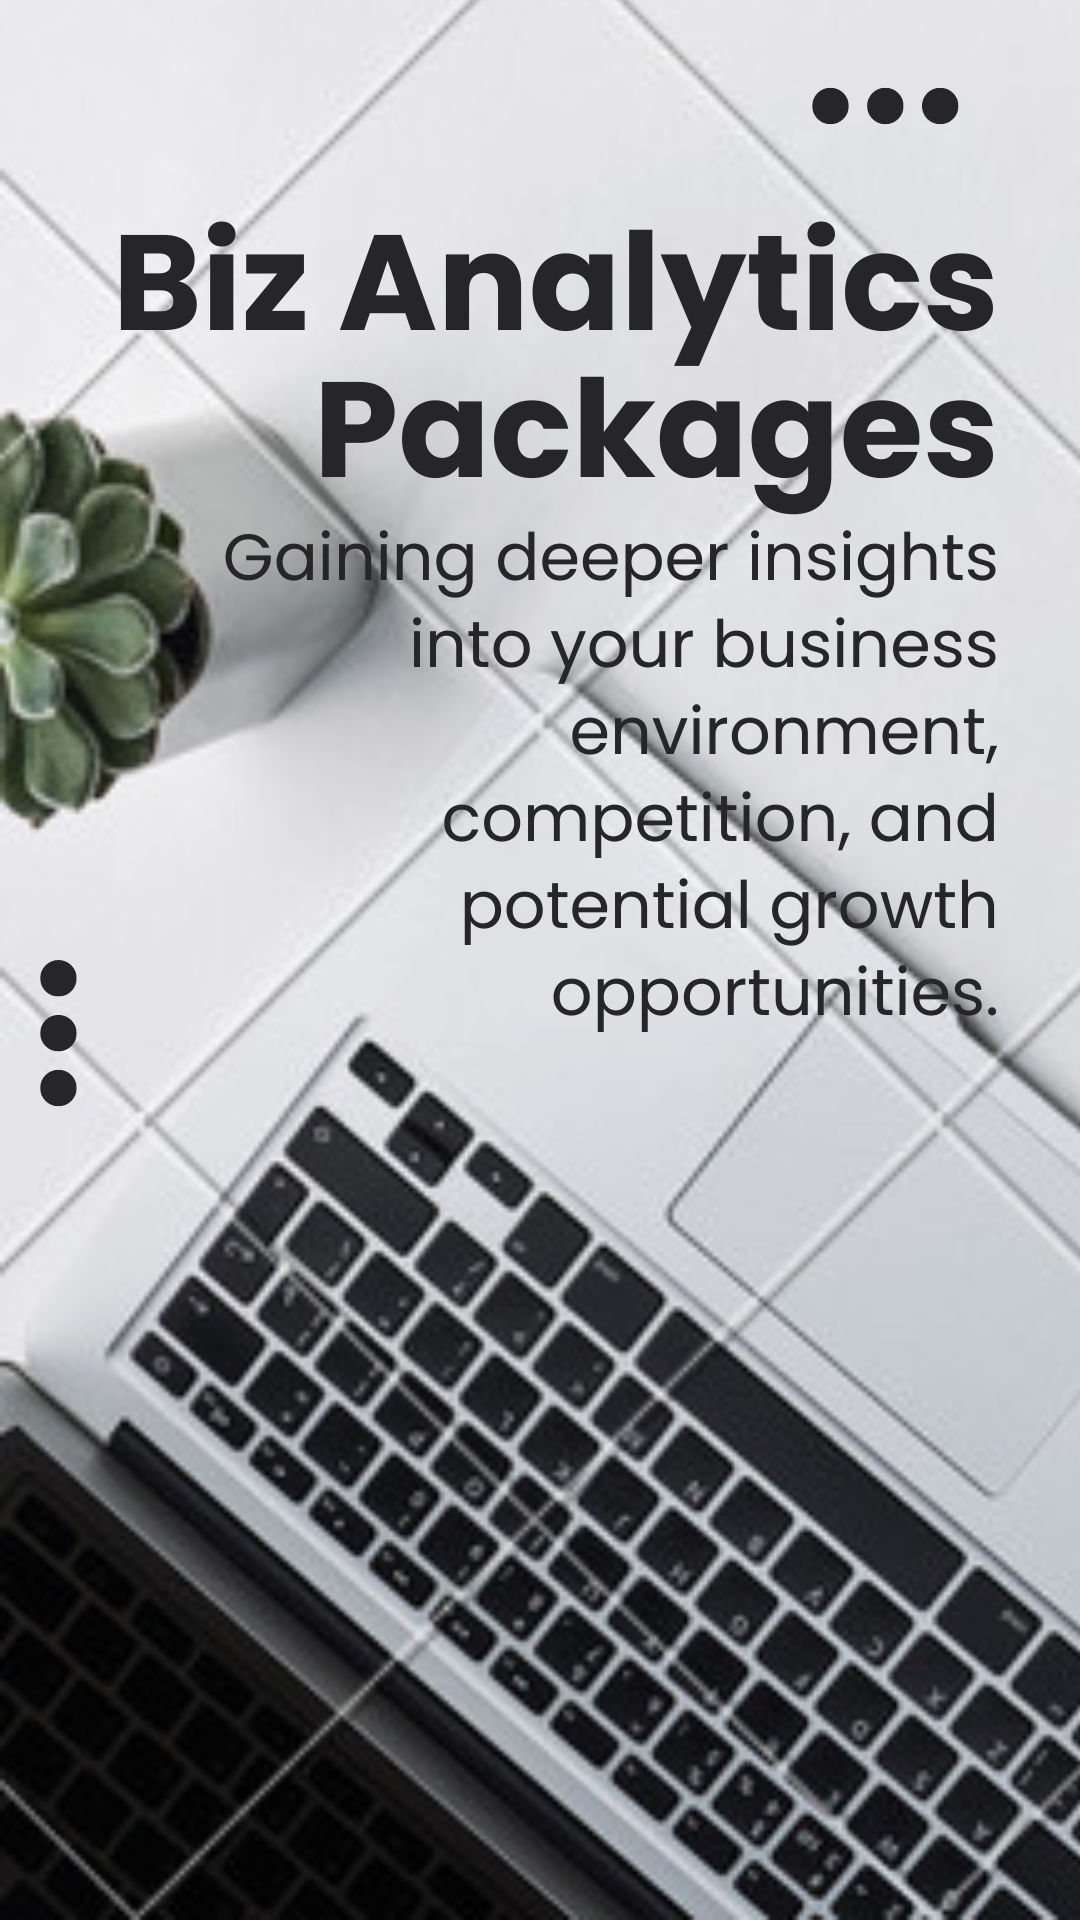 Biz Analytics
Packages
Gaining deeper insights
into your business
environment,
competition, and
potential growth
opportunities.